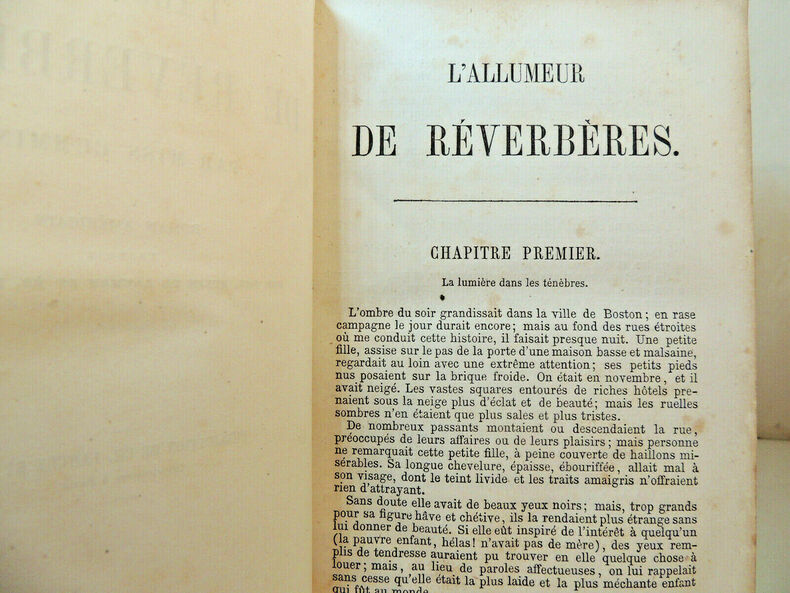 L'ALLUMEUR
DE RÉVERBÈRES.
CHAPITRE PREMIER.
La lumière dans les ténèbres.
L'ombre du soir grandissait dans la ville de Boston ; en rase
campagne le jour durait encore ; mais au fond des rues étroites
où me conduit cette histoire, il faisait presque nuit. Une petite
fille, assise sur le pas de la porte d'une maison basse et malsaine,
regardait au loin avec une extrême attention ; ses petits pieds
nus posaient sur la brique froide. On était en novembre, et il
avait neigé. Les vastes squares entourés de riches hôtels pre-
naient sous la neige plus d'éclat et de beauté ; mais les ruelles
sombres n'en étaient que plus sales et plus tristes.
De nombreux passants montaient ou descendaient la rue,
préoccupés de leurs affaires ou de leurs plaisirs ; mais personne
ne remarquait cette petite fille, à peine couverte de haillons mi-
sérables. Sa longue chevelure, épaisse, ébouriffée, allait mal à
son visage, dont le teint livide et les traits amaigris n'offraient
rien d'attrayant.
Sans doute elle avait de beaux yeux noirs ; mais, trop grands
pour sa figure hâve et chétive, ils la rendaient plus étrange sans
lui donner de beauté. Si elle eût inspiré de l'intérêt à quelqu'un
(la pauvre enfant, hélas ! n'avait pas de mère), des yeux rem-
plis de tendresse auraient pu trouver en elle quelque chose à
louer ; mais, au lieu de paroles affectueuses, on lui rappelait
sans cesse qu'elle était la plus laide et la plus méchante enfant
qui fût au monde.